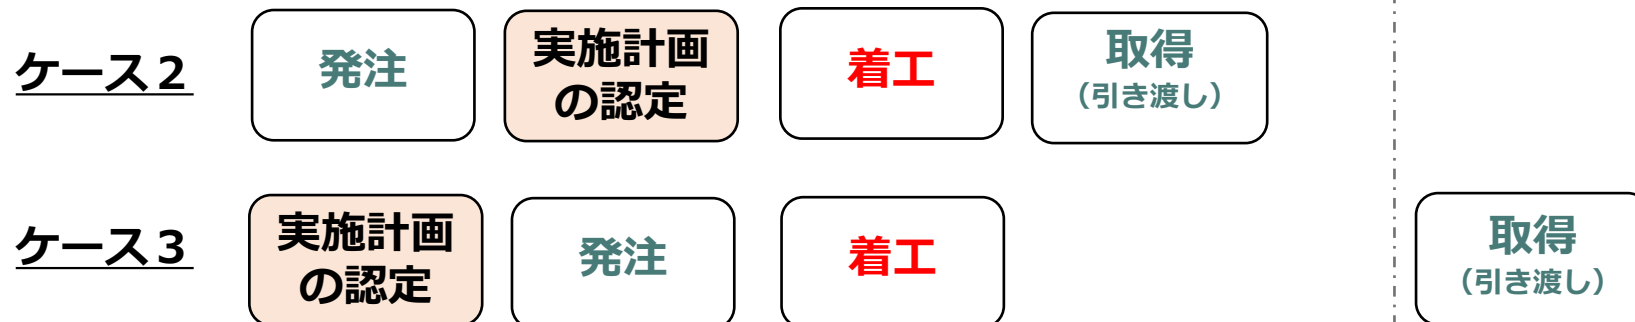 ケース2
発注
実施計画
の認定
着工
取得
（引き渡し）
ケース3
実施計画
の認定
発注
着工
取得
（引き渡し）